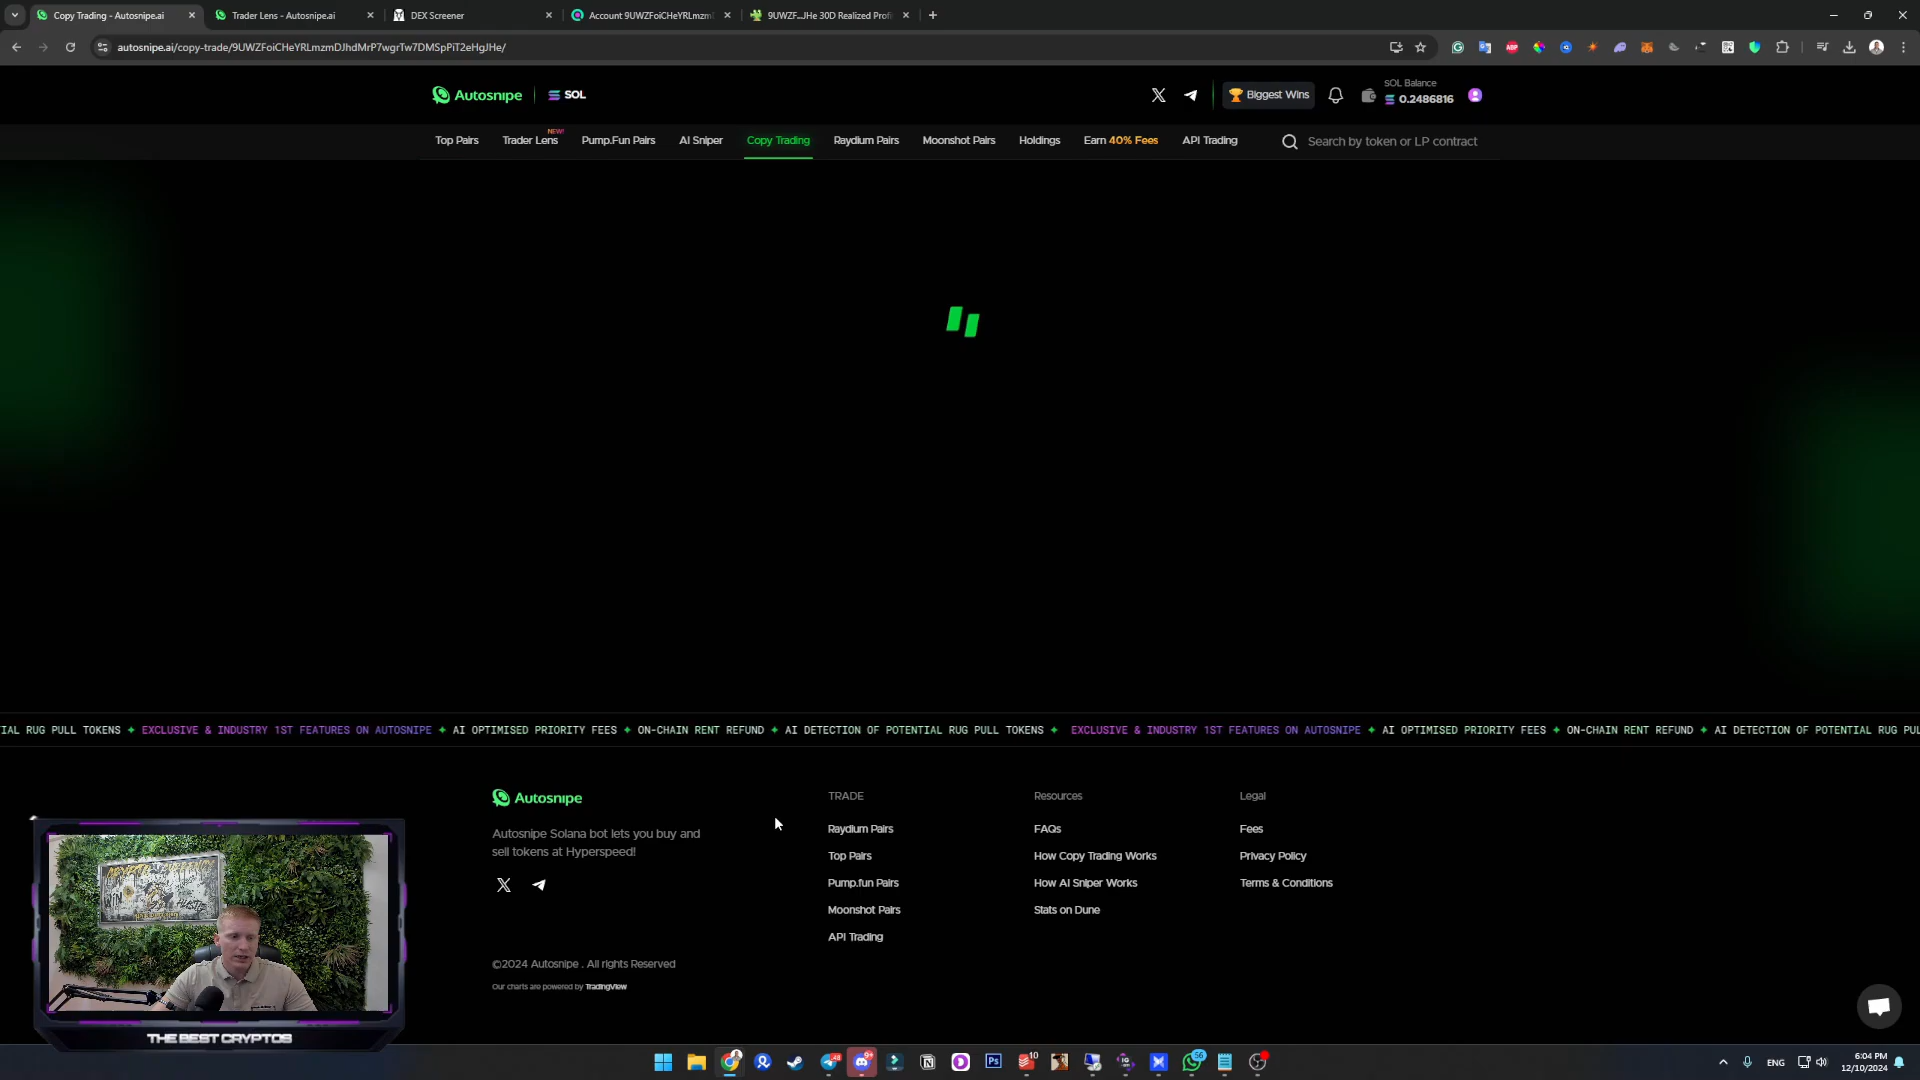 Copy Trading - Autosnipe.ai
Trader Lens - Autosnipe.ai
DEX Screener
Account 9UWZFoiCHeYRLmzmD
9UWZF...JHe 30D Realized Profi
autosnipe.ai/copy-trade/9UWZFoiCHeYRLmzmDJhdMrP7wgrTw7DMSpPiT2eHgJHe/
Autosnipe
SOL
Biggest Wins
SOL Balance
0.2486816
Top Pairs
Trader Lens
NEW!
Pump.Fun Pairs
AI Sniper
Copy Trading
Raydium Pairs
Moonshot Pairs
Holdings
Earn 40% Fees
API Trading
Search by token or LP contract
IAL RUG PULL TOKENS ✦ EXCLUSIVE & INDUSTRY 1ST FEATURES ON AUTOSNIPE ✦ AI OPTIMISED PRIORITY FEES ✦ ON-CHAIN RENT REFUND ✦ AI DETECTION OF POTENTIAL RUG PULL TOKENS ✦ EXCLUSIVE & INDUSTRY 1ST FEATURES ON AUTOSNIPE ✦ AI OPTIMISED PRIORITY FEES ✦ ON-CHAIN RENT REFUND ✦ AI DETECTION OF POTENTIAL RUG PUL
Autosnipe
Autosnipe Solana bot lets you buy and
sell tokens at Hyperspeed!
©2024 Autosnipe . All rights Reserved
Our charts are powered by TradingView
TRADE
Raydium Pairs
Top Pairs
Pump.fun Pairs
Moonshot Pairs
API Trading
Resources
FAQs
How Copy Trading Works
How AI Sniper Works
Stats on Dune
Legal
Fees
Privacy Policy
Terms & Conditions
THE BEST CRYPTOS
Ps
10
56
ENG
6:04 PM
12/10/2024